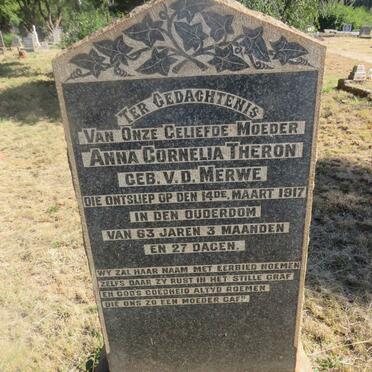 TER GEDACHTENIS
VAN ONZE GELIEFDE MOEDER
ANNA CORNELIA THERON
GEB. V.D. MERWE
DIE ONTSLIEP OP DEN 14DE, MAART 1917
IN DEN OUDERDOM
VAN 63 JAREN 3 MAANDEN
EN 27 DAGEN.
WY ZAL HAAR NAAM MET EERBIED NOEMEN
ZELFS DAAR ZY RUST IN HET STILLE GRAF
EN GOD'S GOEDHEID ALTYD ROEMEN
DIE ONS ZO EEN MOEDER GAF!